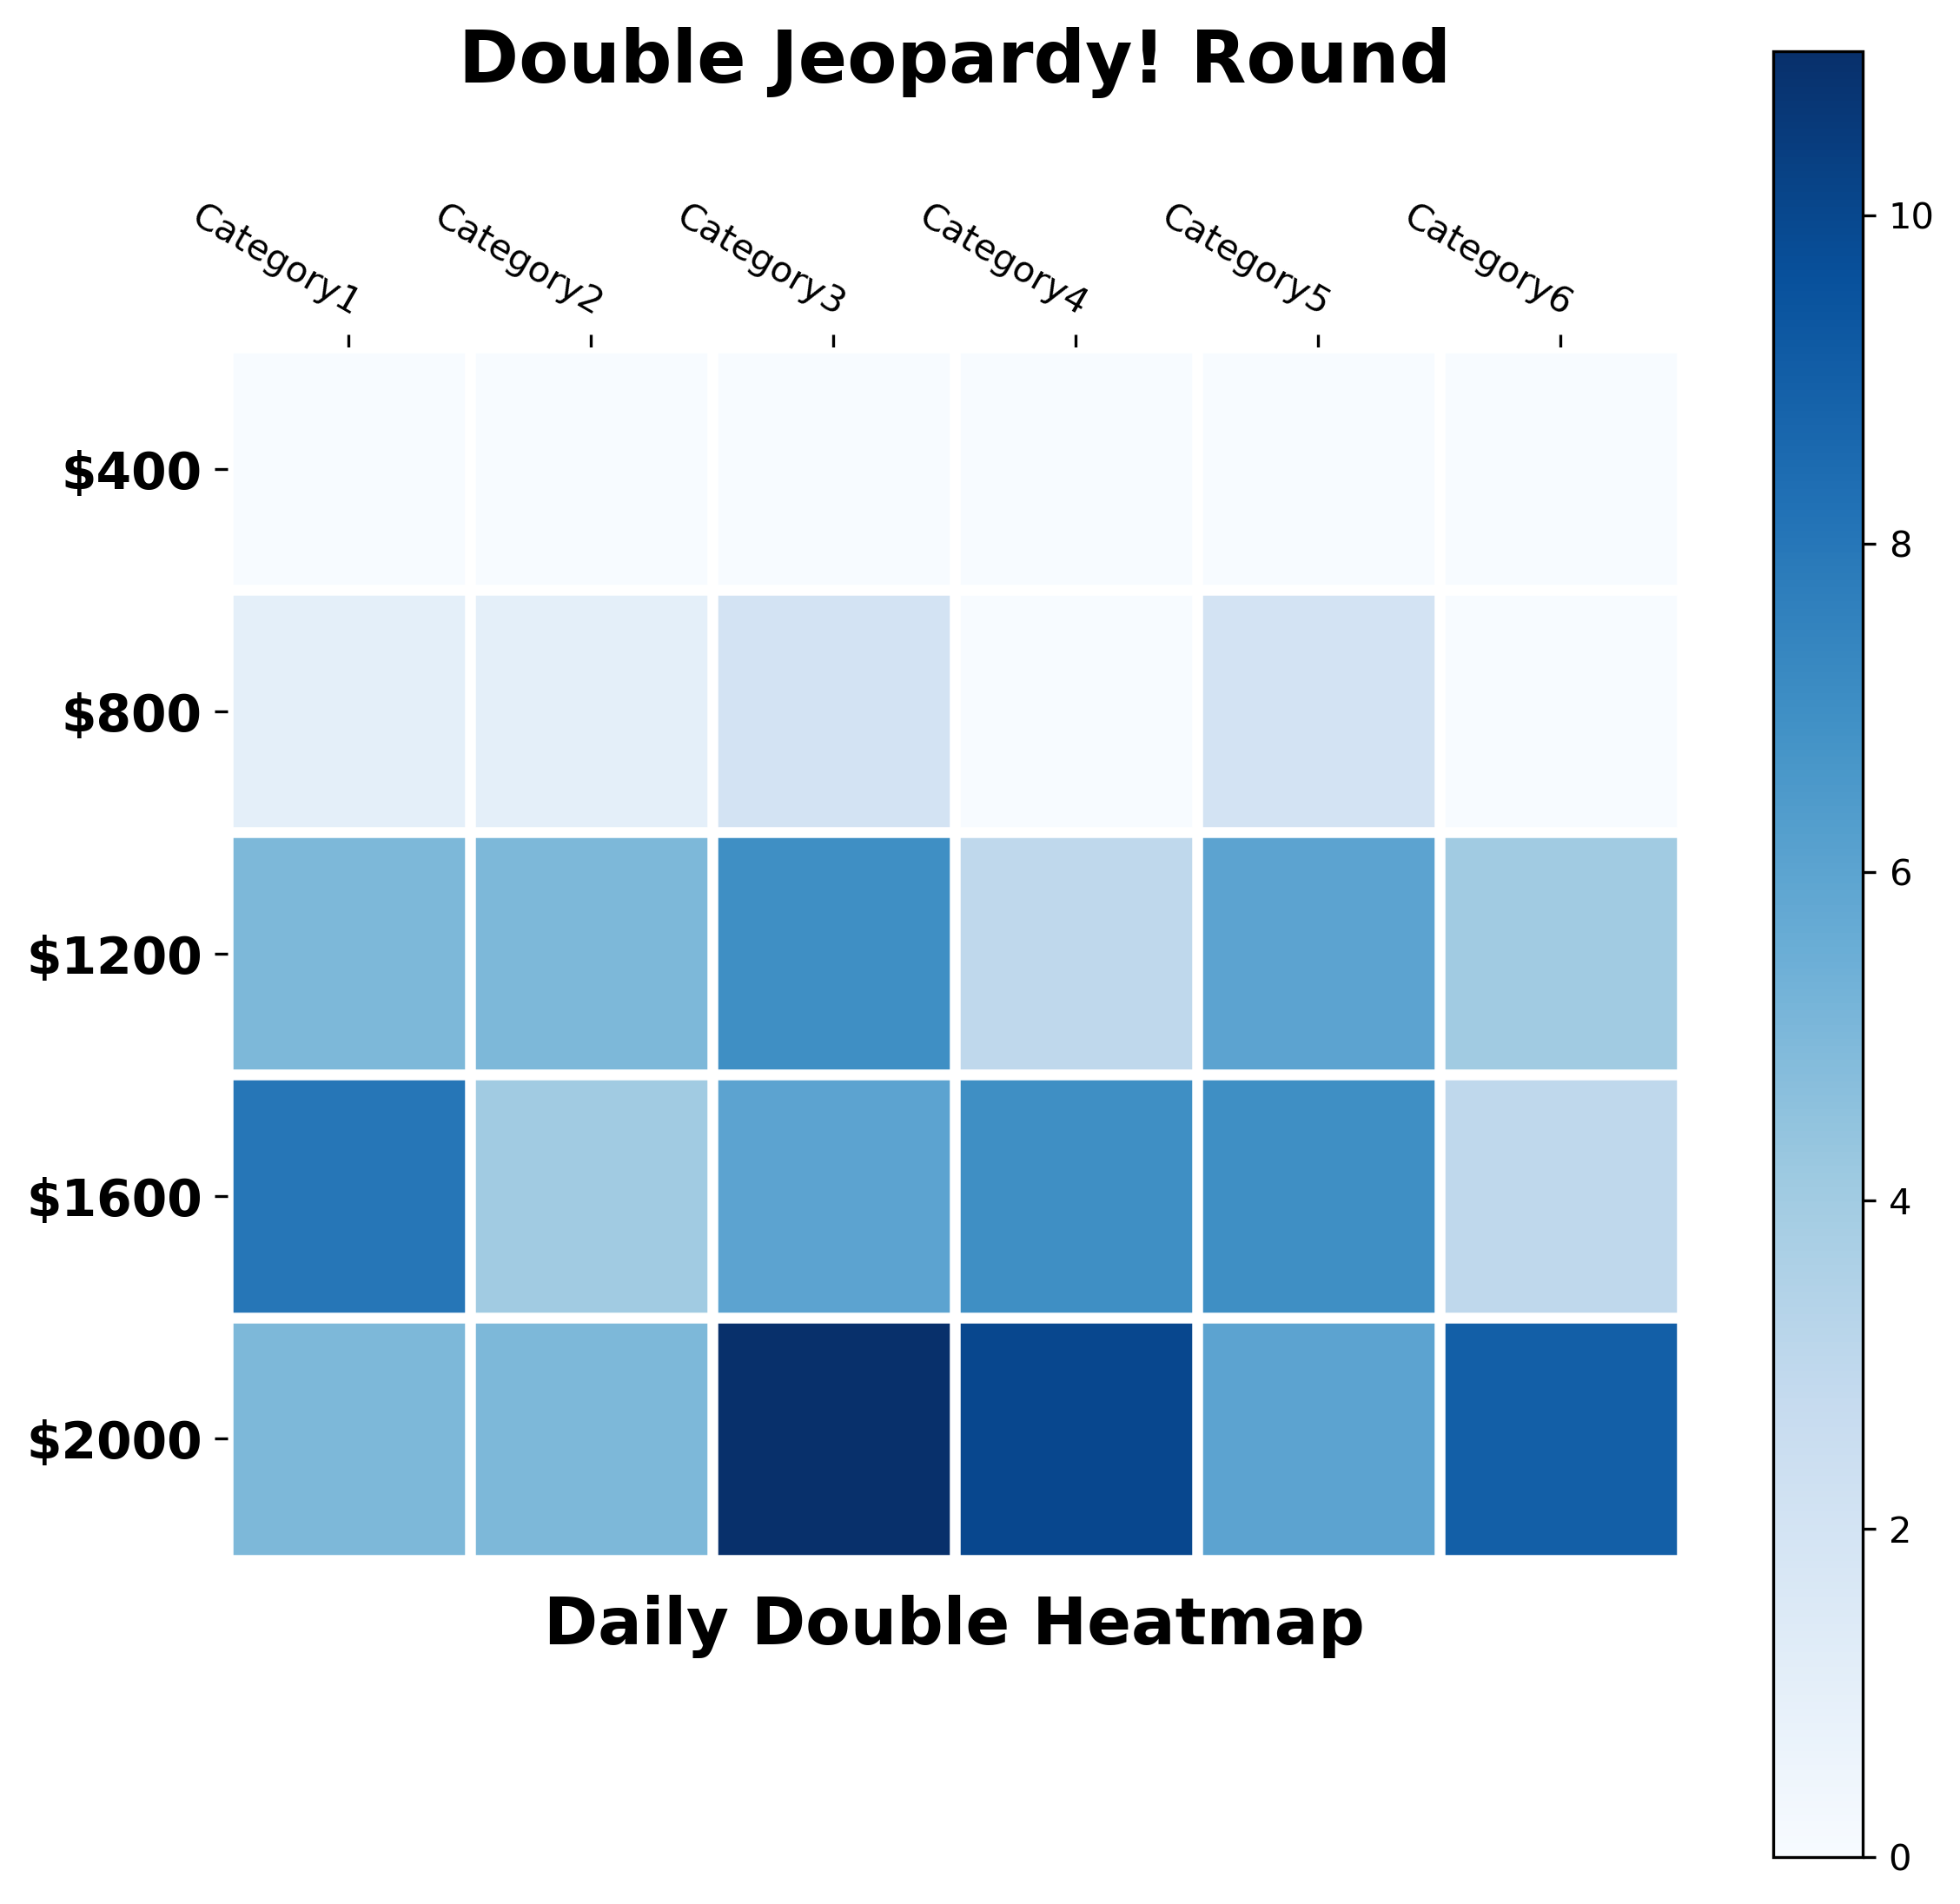 Double Jeopardy! Round
Category1
Category2
Category3
Category4
Category5
Category6
$400
$800
$1200
$1600
$2000
Daily Double Heatmap
10
8
6
4
2
0